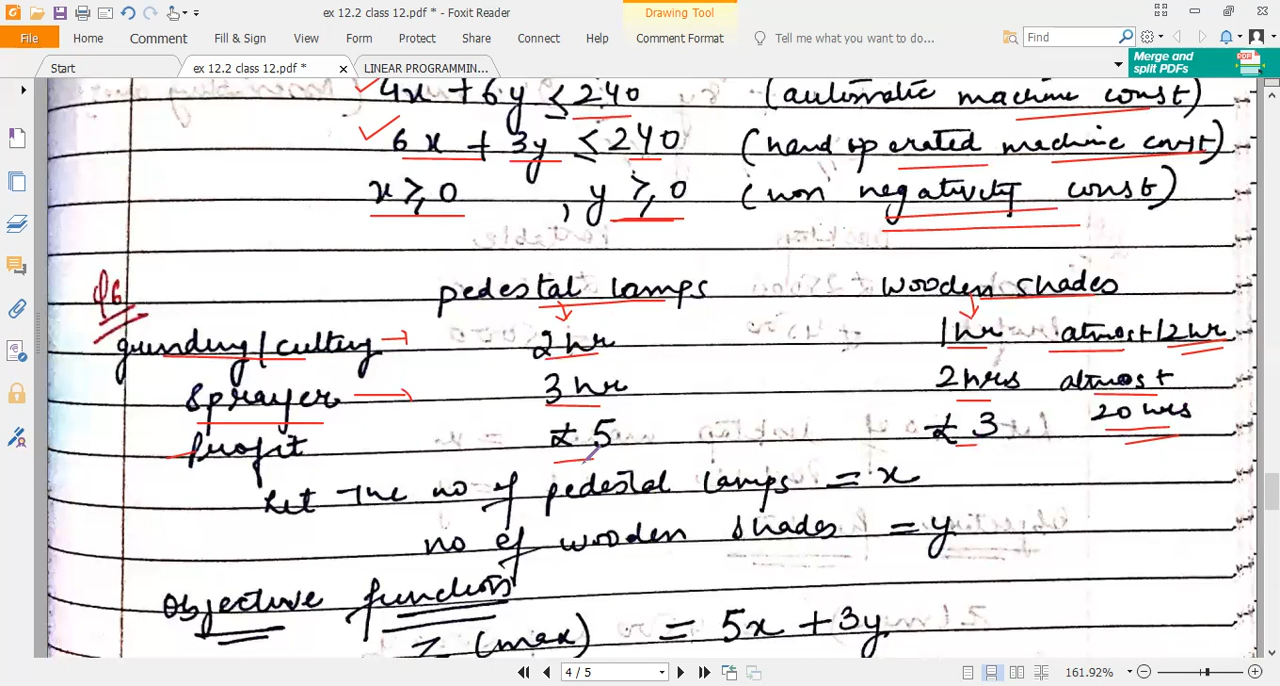 ex 12.2 class 12.pdf * - Foxit Reader
Drawing Tool
File Home Comment Fill & Sign View Form Protect Share Connect Help Comment Format Tell me what you want to do... Find
Start ex 12.2 class 12.pdf * LINEAR PROGRAMMIN... Merge and split PDFs
4x + 6y ≤ 240 (automatic machine const)
6x + 3y ≤ 240 (hand operated machine const)
x ≥ 0 , y ≥ 0 (non negativity const)
Q6 pedestal lamps wooden shades
grinding/cutting → 2 hr 1 hr atmost 12 hr
Sprayer → 3 hr 2 hrs atmost 20 hrs
Profit ₹ 5 ₹ 3
Let the no of pedestal lamps = x
no of wooden shades = y
Objective function
Z (max) = 5x + 3y
4 / 5 161.92%